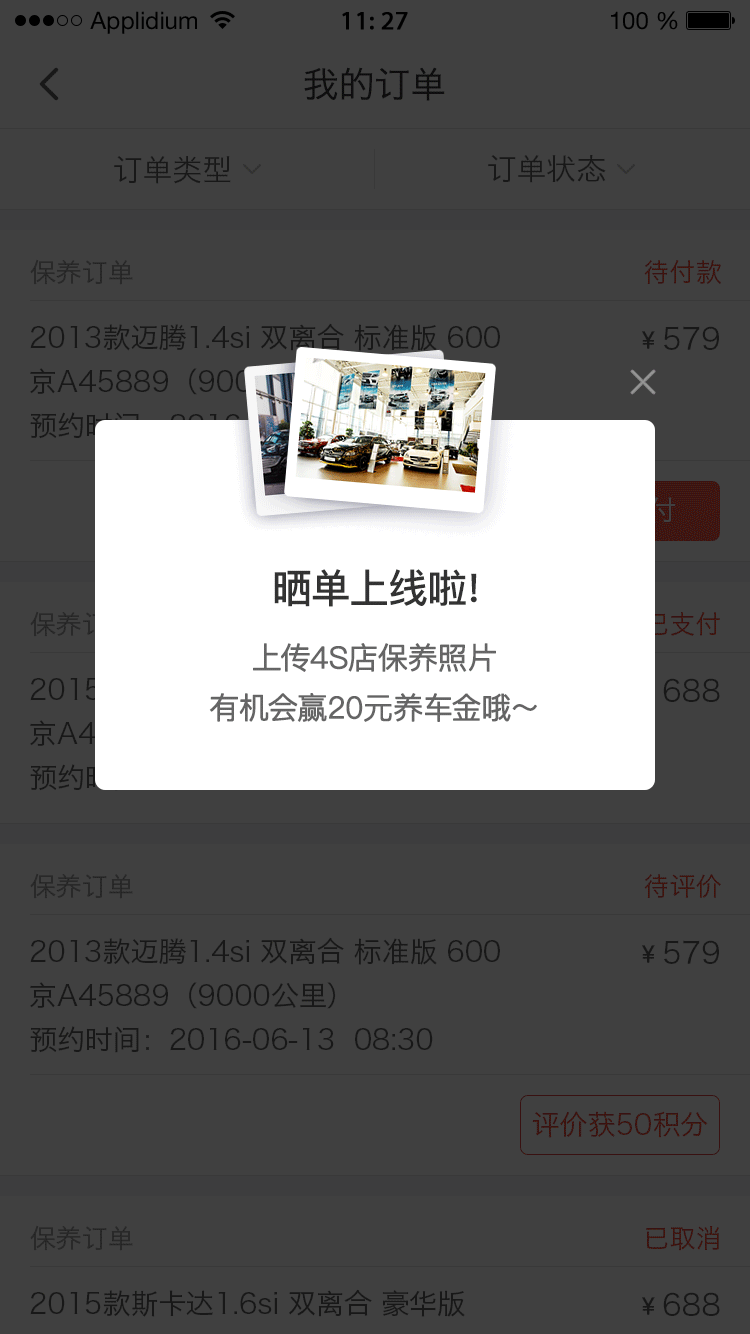 Applidium 11:27 100 %
我的订单
订单类型 订单状态
保养订单 待付款
2013款迈腾1.4si 双离合 标准版 600 ¥579
京A45889（900
预约时间
付
晒单上线啦!
上传4S店保养照片
有机会赢20元养车金哦～
保养订 已支付
2015 688
京A4
预约时
保养订单 待评价
2013款迈腾1.4si 双离合 标准版 600 ¥579
京A45889（9000公里）
预约时间：2016-06-13 08:30
评价获50积分
保养订单 已取消
2015款斯卡达1.6si 双离合 豪华版 ¥688